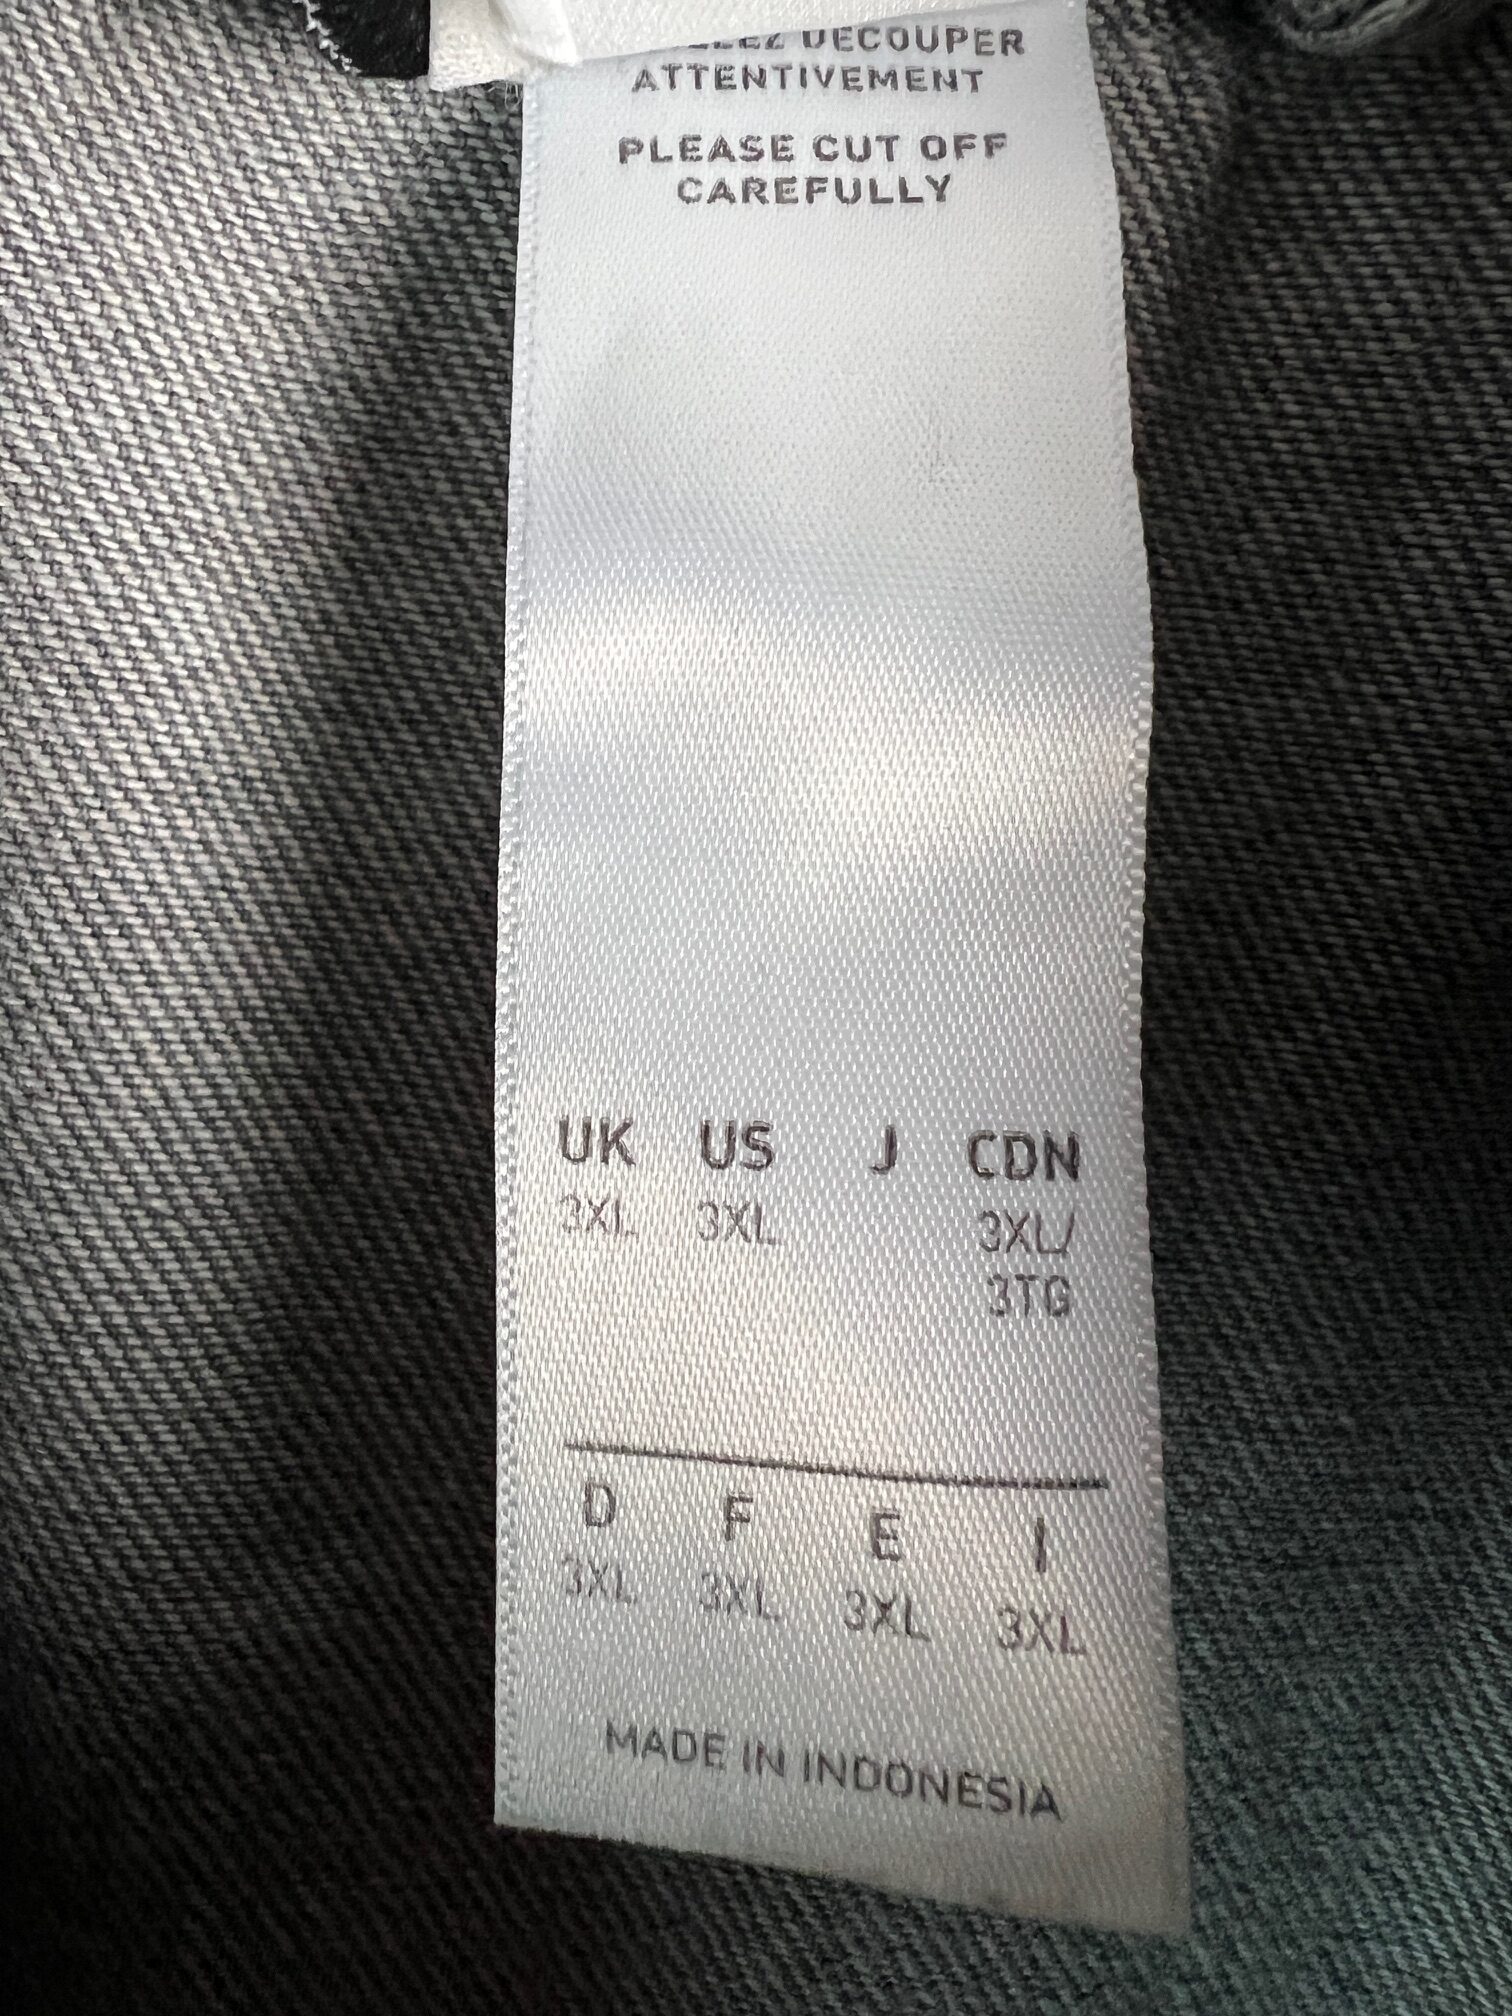 DECOUPER
ATTENTIVEMENT
PLEASE CUT OFF
CAREFULLY
UK US J CDN
3XL 3XL 3XL/
3TG
D F E I
3XL 3XL 3XL 3XL
MADE IN INDONESIA